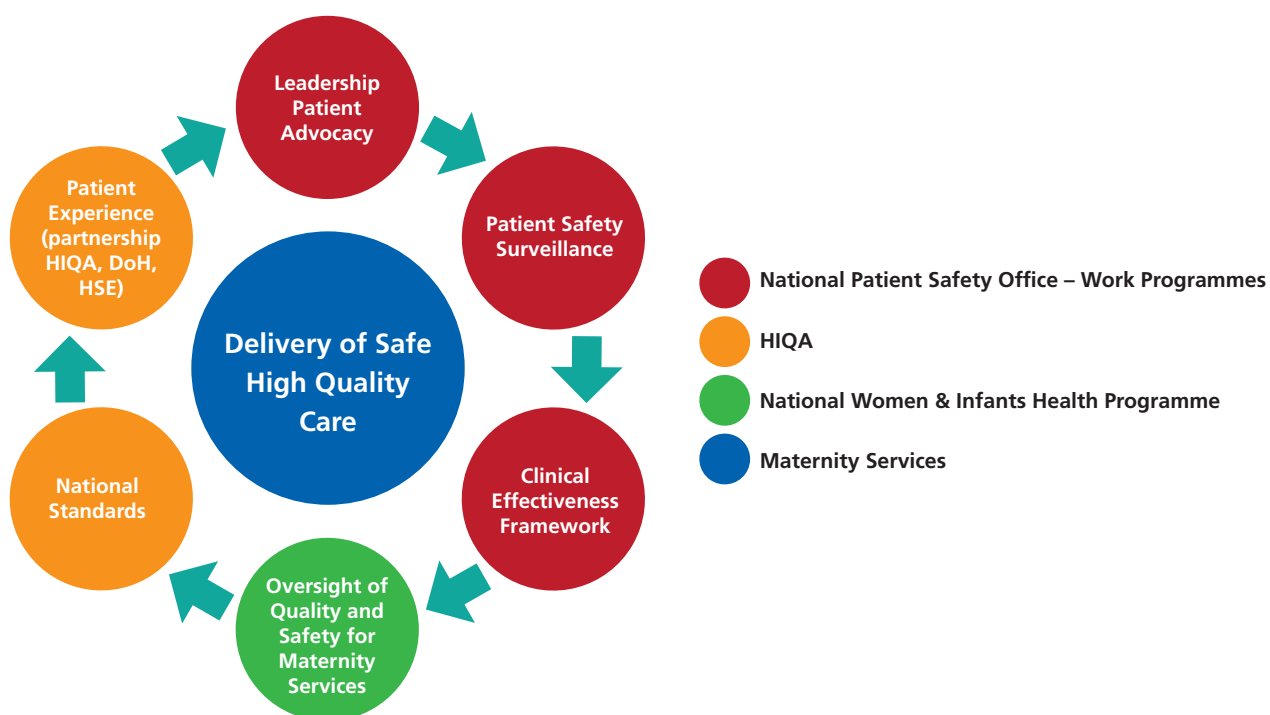 Leadership
Patient
Advocacy
Patient Safety
Surveillance
Clinical
Effectiveness
Framework
Oversight of
Quality and
Safety for
Maternity
Services
National
Standards
Patient
Experience
(partnership
HIQA, DoH,
HSE)
Delivery of Safe
High Quality
Care
National Patient Safety Office – Work Programmes
HIQA
National Women & Infants Health Programme
Maternity Services